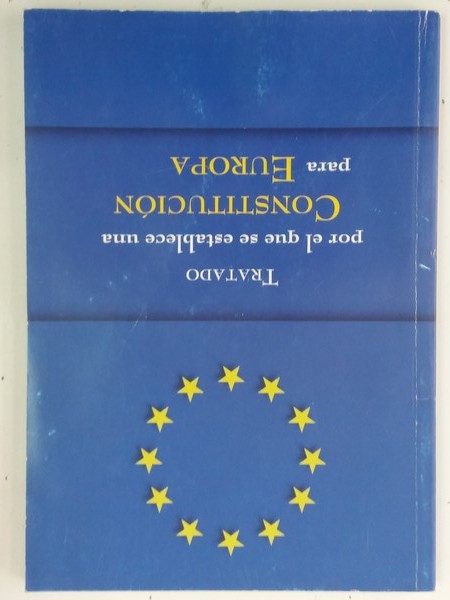 TRATADO
por el que se establece una
CONSTITUCIÓN
para EUROPA